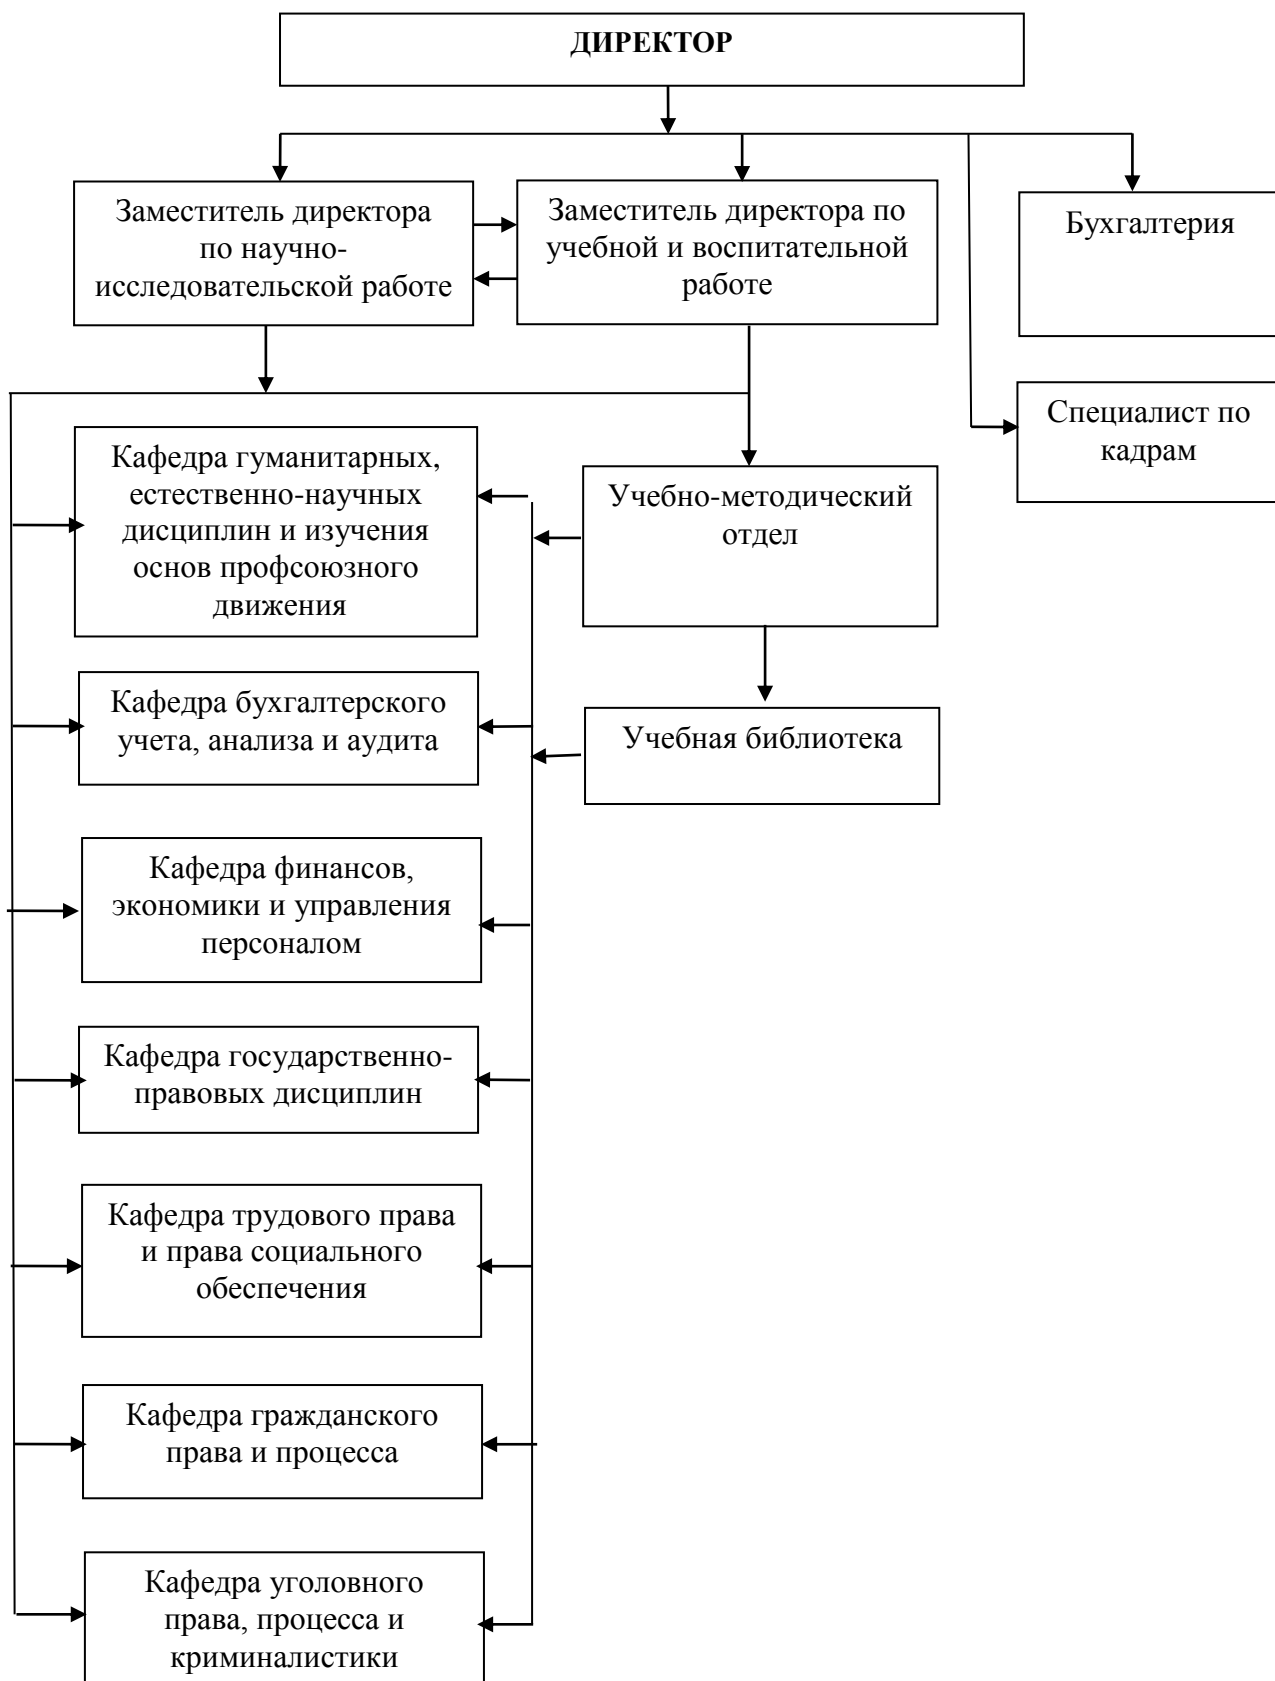 ДИРЕКТОР
Заместитель директора
по научно-
исследовательской работе
Заместитель директора по
учебной и воспитательной
работе
Бухгалтерия
Специалист по
кадрам
Кафедра гуманитарных,
естественно-научных
дисциплин и изучения
основ профсоюзного
движения
Учебно-методический
отдел
Кафедра бухгалтерского
учета, анализа и аудита
Учебная библиотека
Кафедра финансов,
экономики и управления
персоналом
Кафедра государственно-
правовых дисциплин
Кафедра трудового права
и права социального
обеспечения
Кафедра гражданского
права и процесса
Кафедра уголовного
права, процесса и
криминалистики